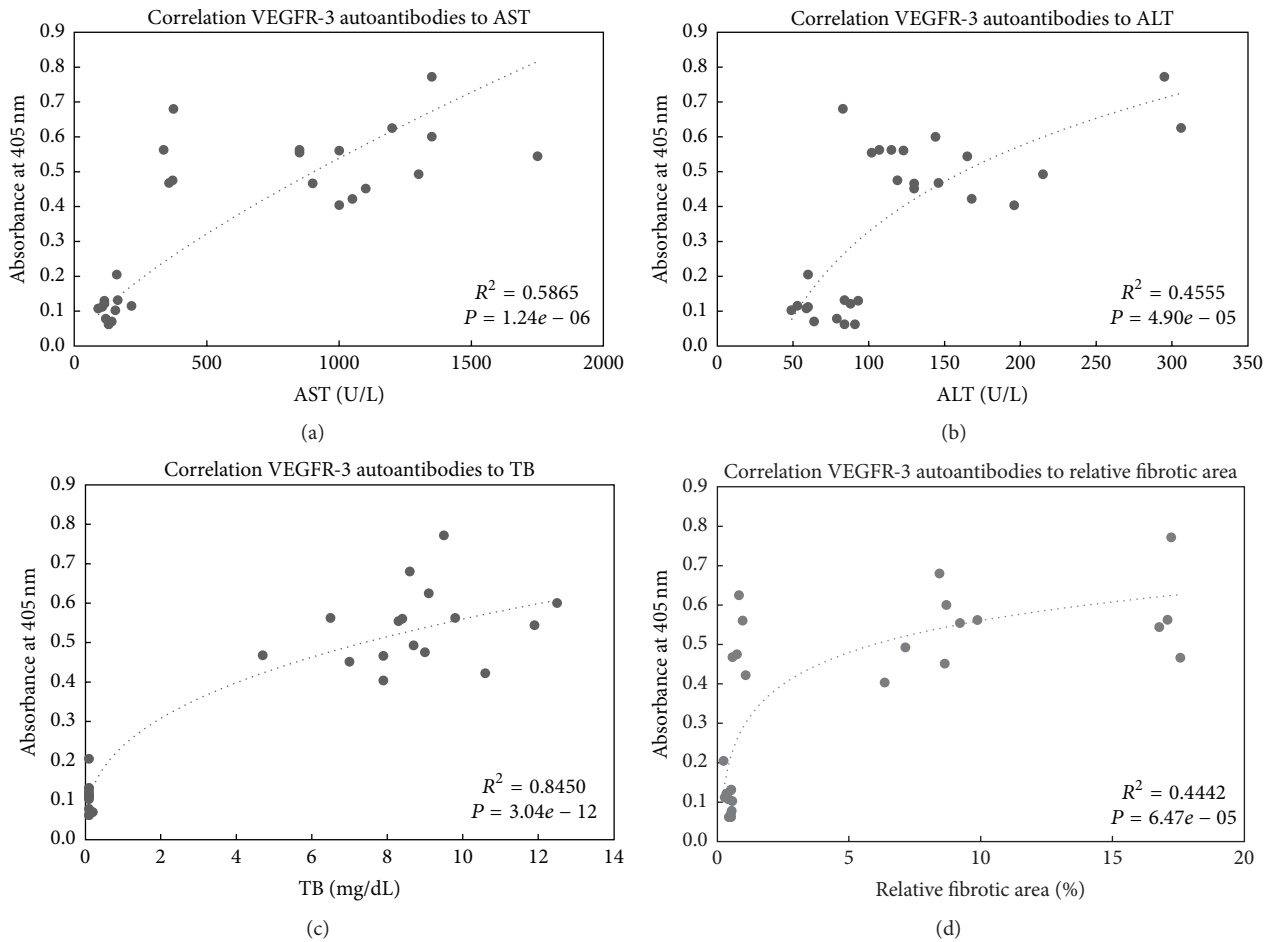 Correlation VEGFR-3 autoantibodies to AST
0.9
0.8
0.7
0.6
0.5
0.4
0.3
0.2
0.1
0.0
Absorbance at 405 nm
R² = 0.5865
P = 1.24e − 06
0 500 1000 1500 2000
AST (U/L)
(a)
Correlation VEGFR-3 autoantibodies to ALT
0.9
0.8
0.7
0.6
0.5
0.4
0.3
0.2
0.1
0.0
Absorbance at 405 nm
R² = 0.4555
P = 4.90e − 05
0 50 100 150 200 250 300 350
ALT (U/L)
(b)
Correlation VEGFR-3 autoantibodies to TB
0.9
0.8
0.7
0.6
0.5
0.4
0.3
0.2
0.1
0.0
Absorbance at 405 nm
R² = 0.8450
P = 3.04e − 12
0 2 4 6 8 10 12 14
TB (mg/dL)
(c)
Correlation VEGFR-3 autoantibodies to relative fibrotic area
0.9
0.8
0.7
0.6
0.5
0.4
0.3
0.2
0.1
0.0
Absorbance at 405 nm
R² = 0.4442
P = 6.47e − 05
0 5 10 15 20
Relative fibrotic area (%)
(d)